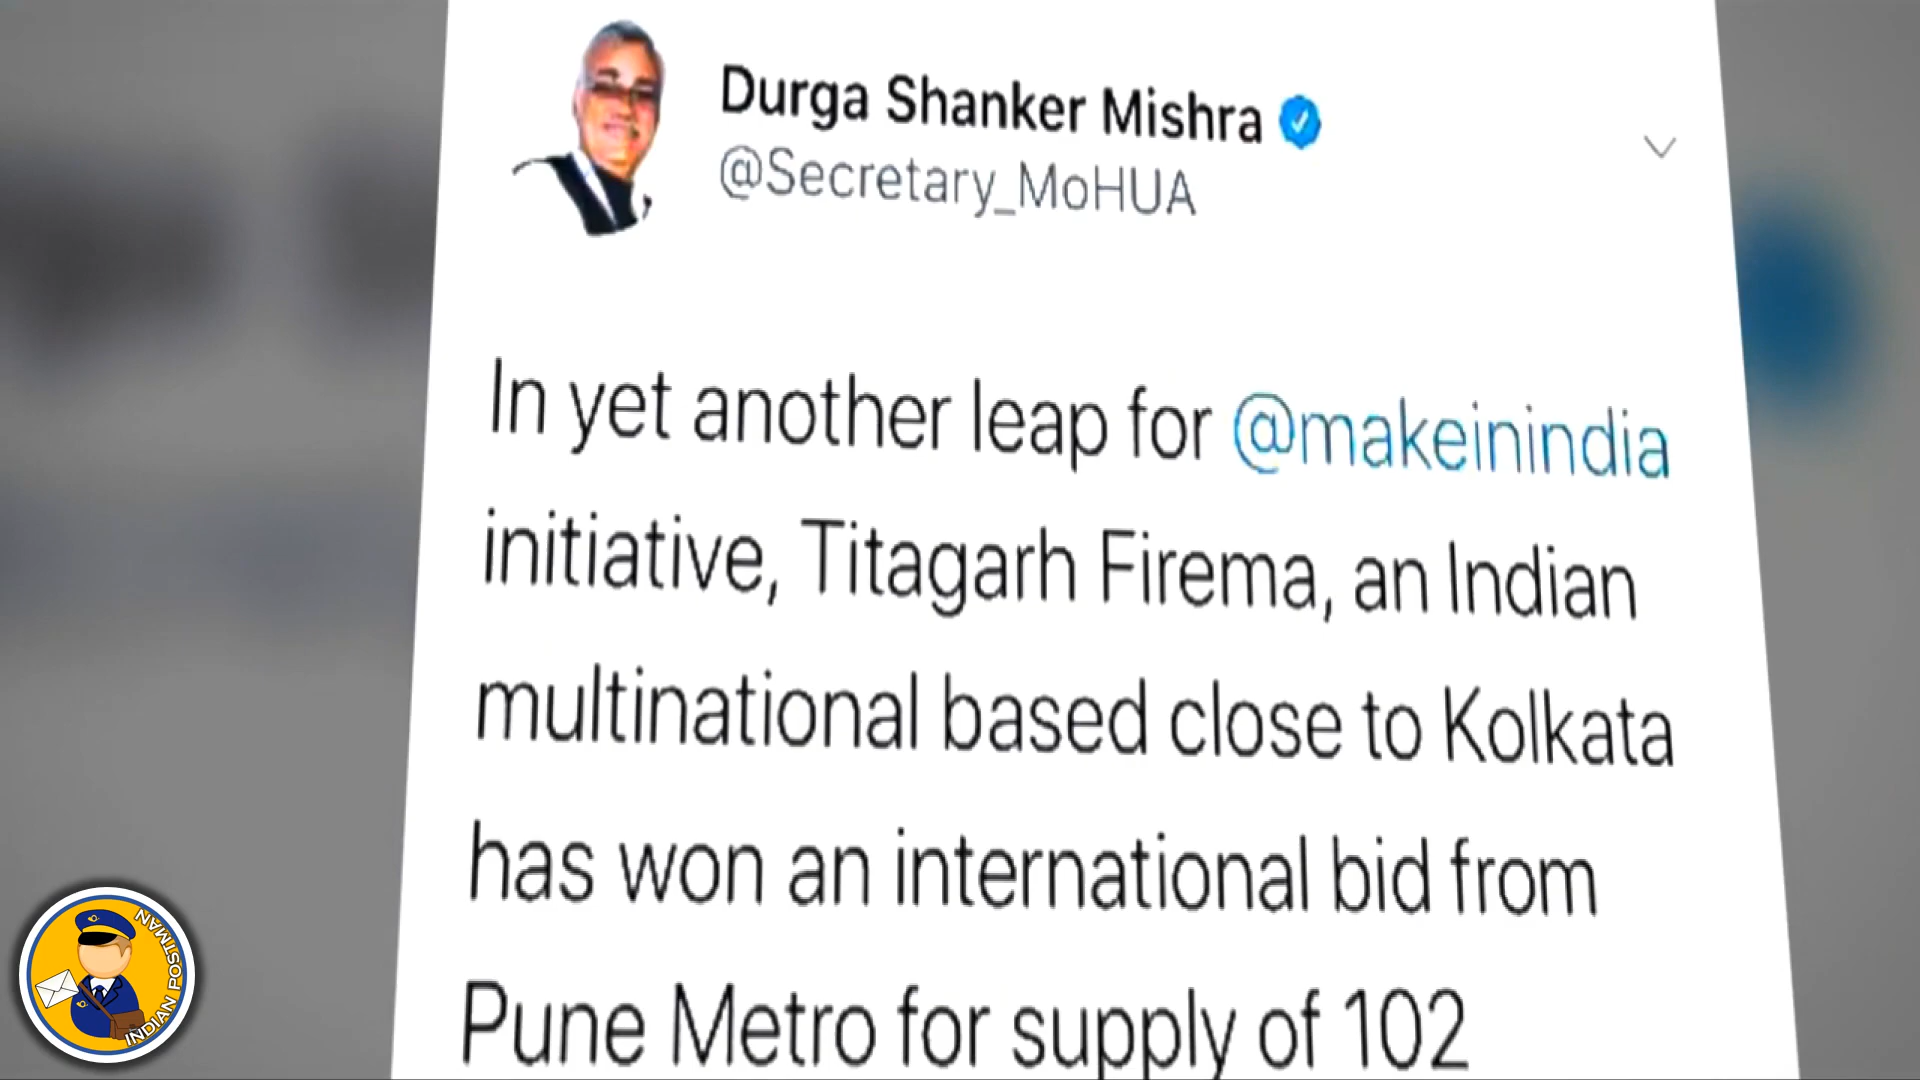 Durga Shanker Mishra
@Secretary_MoHUA
In yet another leap for @makeinindia
initiative, Titagarh Firema, an Indian
multinational based close to Kolkata
has won an international bid from
Pune Metro for supply of 102
INDIAN POSTMAN